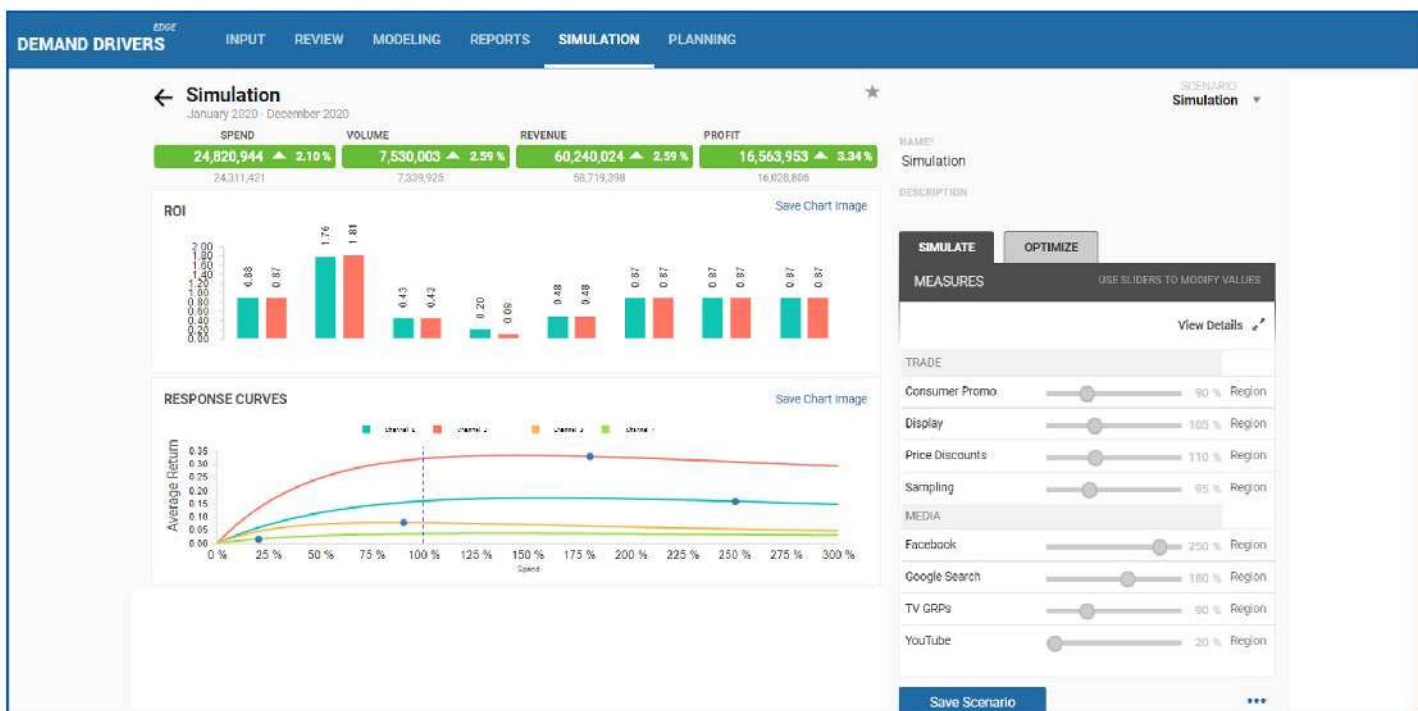 EDGE
DEMAND DRIVERS INPUT REVIEW MODELING REPORTS SIMULATION PLANNING
Simulation
January 2020 - December 2020
SPEND VOLUME REVENUE PROFIT
24,820,944 2.10 % 7,530,003 2.59 % 60,240,024 2.59 % 16,563,953 3.34 %
24,311,421 7,339,925 58,719,398 16,028,806
ROI Save Chart Image
2.00
1.80
1.60
1.40
1.20
1.00
0.80
0.60
0.40
0.20
0.00
0.88 0.87 1.76 1.81 0.43 0.43 0.20 0.09 0.48 0.48 0.87 0.87 0.87 0.87 0.87 0.87
RESPONSE CURVES Save Chart Image
Average Return
0.35
0.30
0.25
0.20
0.15
0.10
0.05
0.00
0 % 25 % 50 % 75 % 100 % 125 % 150 % 175 % 200 % 225 % 250 % 275 % 300 %
Spend
SCENARIO
Simulation
NAME*
Simulation
DESCRIPTION
SIMULATE OPTIMIZE
MEASURES USE SLIDERS TO MODIFY VALUES
View Details
TRADE
Consumer Promo 90 % Region
Display 105 % Region
Price Discounts 110 % Region
Sampling 95 % Region
MEDIA
Facebook 250 % Region
Google Search 180 % Region
TV GRPs 90 % Region
YouTube 20 % Region
Save Scenario